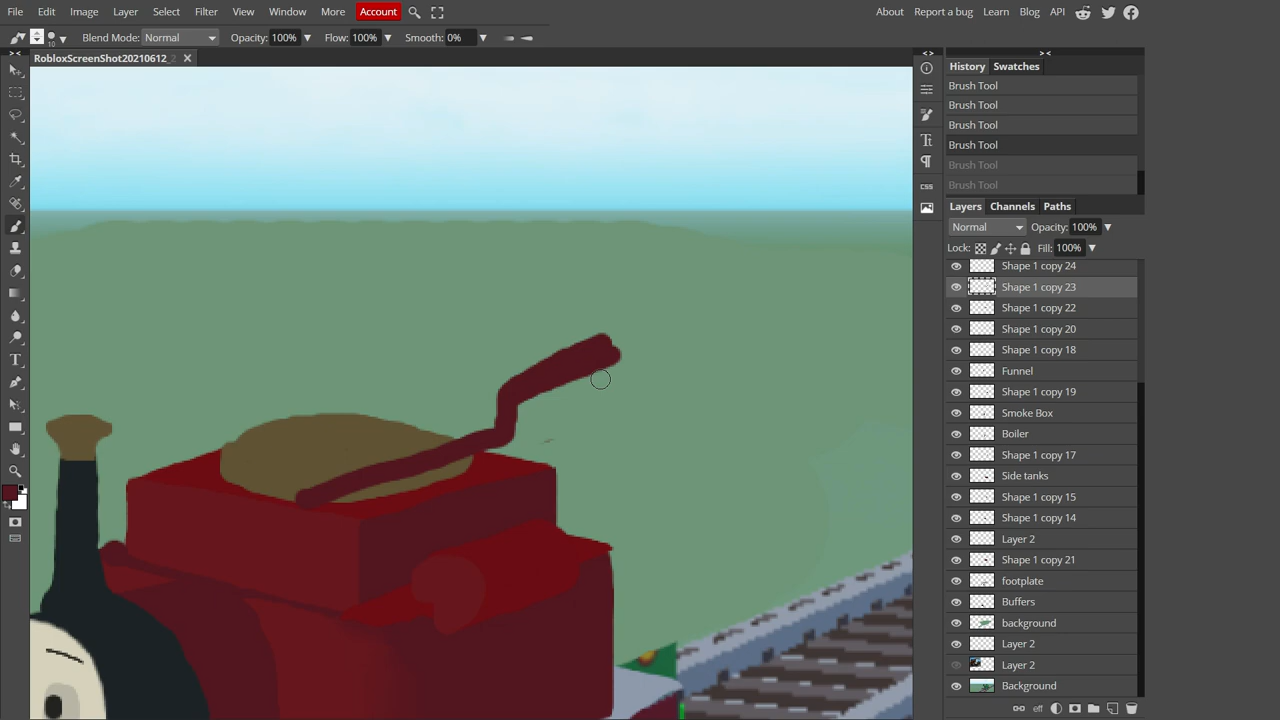 File Edit Image Layer Select Filter View Window More Account About Report a bug Learn Blog API
10 Blend Mode: Normal Opacity: 100% Flow: 100% Smooth: 0%
RobloxScreenShot20210612_2
History Swatches
Brush Tool
Brush Tool
Brush Tool
Brush Tool
Brush Tool
Brush Tool
Layers Channels Paths
Normal Opacity: 100%
Lock: Fill: 100%
CSS
Shape 1 copy 24
Shape 1 copy 23
Shape 1 copy 22
Shape 1 copy 20
Shape 1 copy 18
Funnel
Shape 1 copy 19
Smoke Box
Boiler
Shape 1 copy 17
Side tanks
Shape 1 copy 15
Shape 1 copy 14
Layer 2
Shape 1 copy 21
footplate
Buffers
background
Layer 2
Layer 2
Background
eff